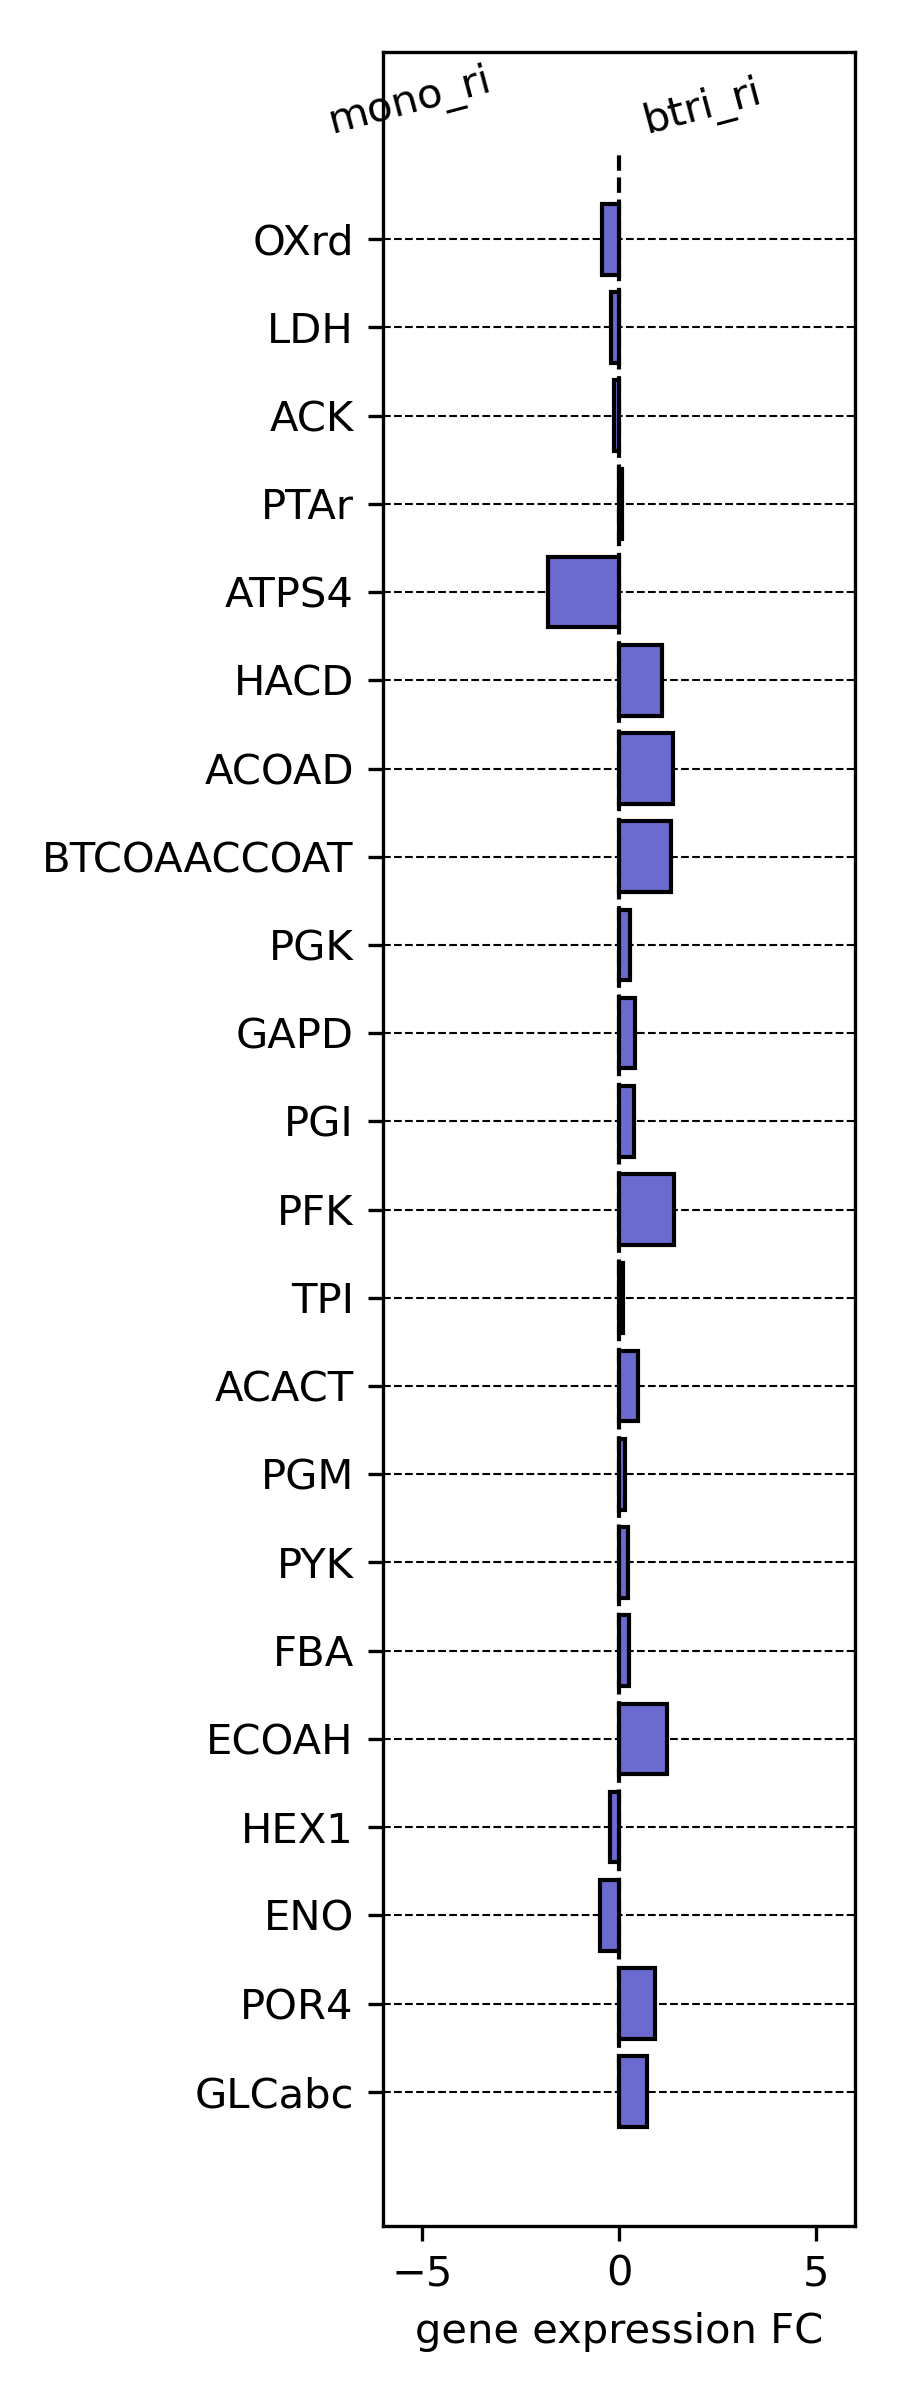 mono_ri
btri_ri
OXrd
LDH
ACK
PTAr
ATPS4
HACD
ACOAD
BTCOAACCOAT
PGK
GAPD
PGI
PFK
TPI
ACACT
PGM
PYK
FBA
ECOAH
HEX1
ENO
POR4
GLCabc
−5 0 5
gene expression FC